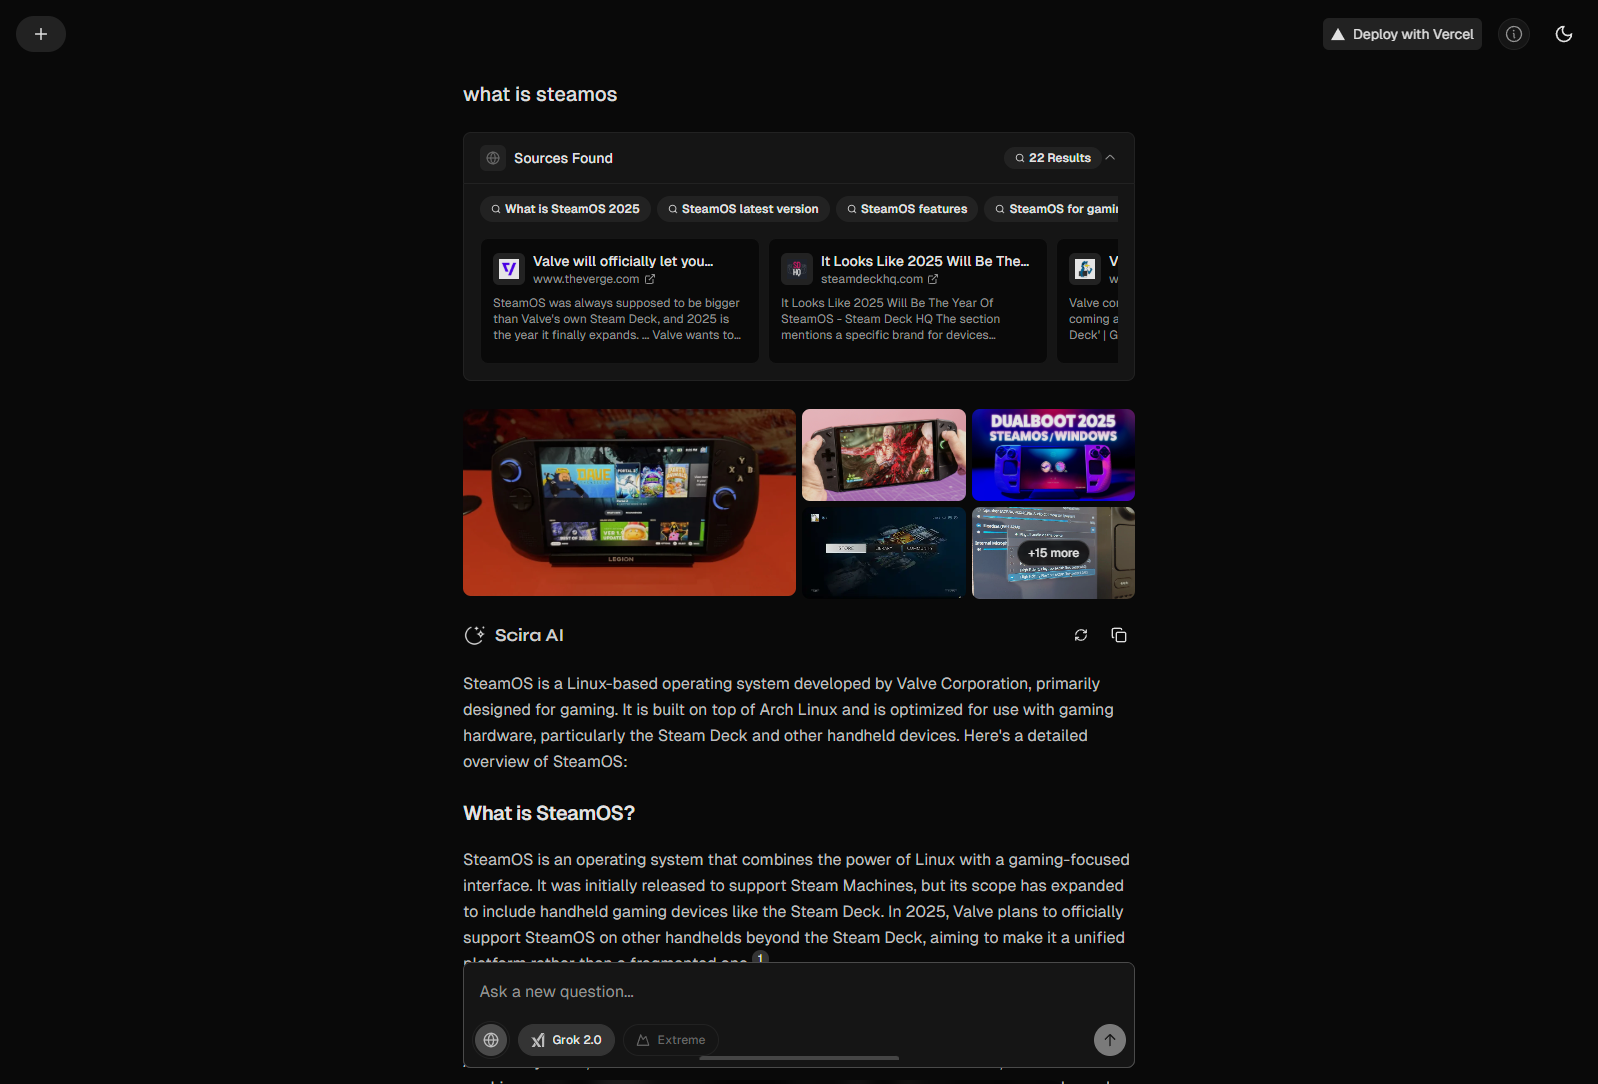 Deploy with Vercel
what is steamos
Sources Found
22 Results
What is SteamOS 2025
SteamOS latest version
SteamOS features
SteamOS for gamin
Valve will officially let you...
www.theverge.com
SteamOS was always supposed to be bigger
than Valve's own Steam Deck, and 2025 is
the year it finally expands. ... Valve wants to...
It Looks Like 2025 Will Be The...
steamdeckhq.com
It Looks Like 2025 Will Be The Year Of
SteamOS - Steam Deck HQ The section
mentions a specific brand for devices...
V
w
Valve co
coming a
Deck' | G
LEGION
DUALBOOT 2025
STEAMOS/WINDOWS
STORE
LIBRARY
COMMUNITY
+15 more
Scira AI
SteamOS is a Linux-based operating system developed by Valve Corporation, primarily
designed for gaming. It is built on top of Arch Linux and is optimized for use with gaming
hardware, particularly the Steam Deck and other handheld devices. Here's a detailed
overview of SteamOS:
What is SteamOS?
SteamOS is an operating system that combines the power of Linux with a gaming-focused
interface. It was initially released to support Steam Machines, but its scope has expanded
to include handheld gaming devices like the Steam Deck. In 2025, Valve plans to officially
support SteamOS on other handhelds beyond the Steam Deck, aiming to make it a unified
platform rather than a fragmented one 1
Ask a new question...
Grok 2.0
Extreme